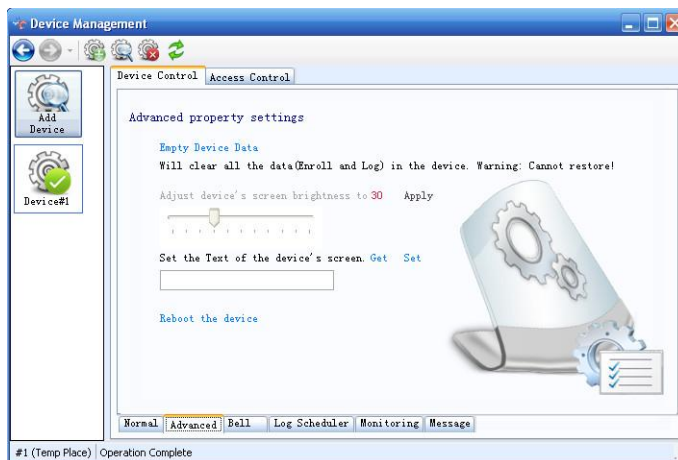 Device Management
Device Control Access Control
Add
Device
Device#1
Advanced property settings
Empty Device Data
Will clear all the data(Enroll and Log) in the device. Warning: Cannot restore!
Adjust device's screen brightness to 30 Apply
Set the Text of the device's screen. Get Set
Reboot the device
Normal Advanced Bell Log Scheduler Monitoring Message
#1 (Temp Place) Operation Complete